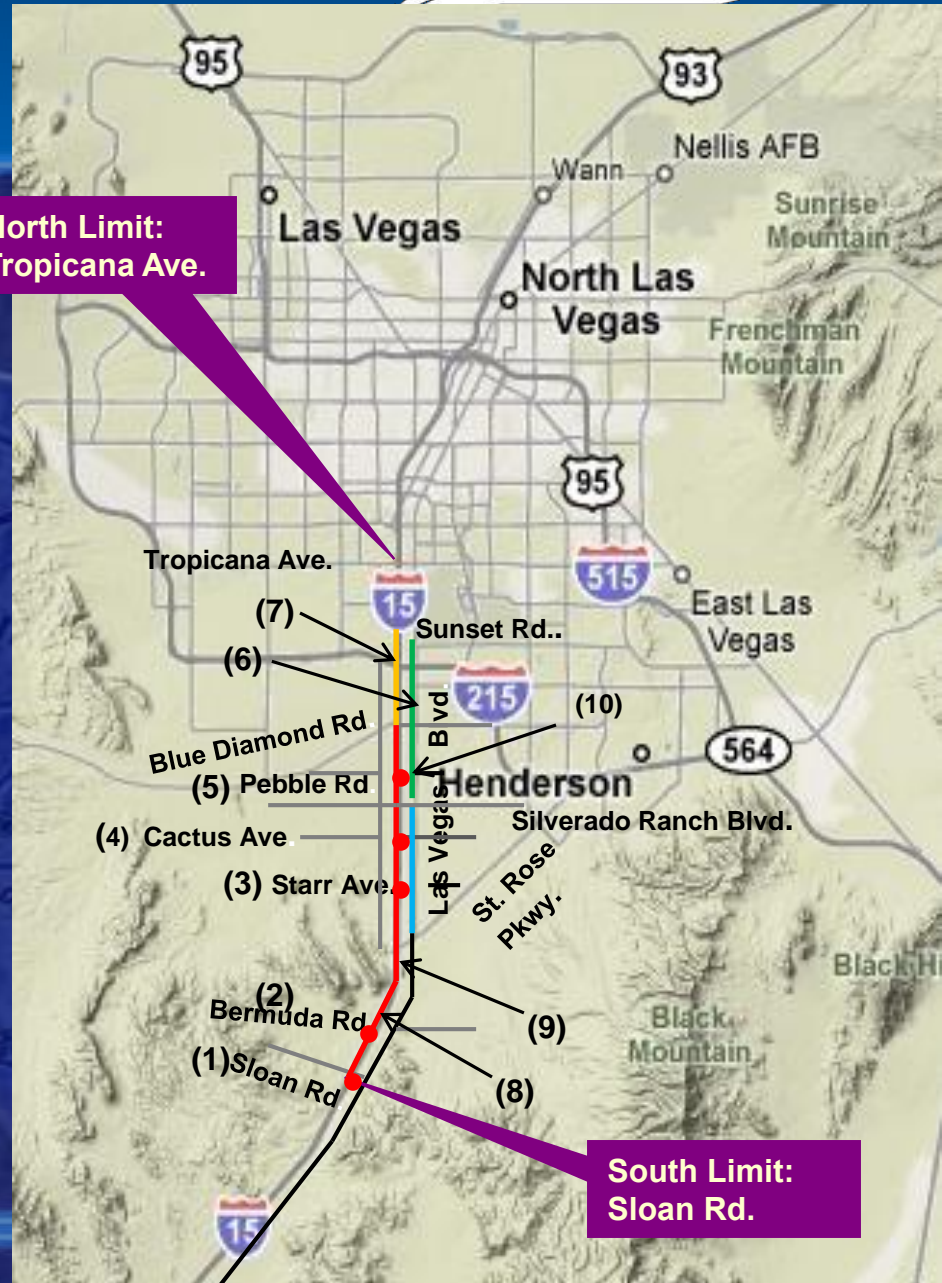 95
93
Nellis AFB
Wann
Sunrise
Mountain
Las Vegas
North Limit:
Tropicana Ave.
North Las
Vegas
Frenchman
Mountain
95
Tropicana Ave.
515
15
East Las
Vegas
(7)
Sunset Rd..
(6)
215
(10)
Blue Diamond Rd.
564
(5) Pebble Rd.
Henderson
Las Vegas Blvd.
Silverado Ranch Blvd.
(4) Cactus Ave.
(3) Starr Ave.
St. Rose
Pkwy.
Black Hi
(2)
Bermuda Rd.
(9)
Black
Mountain
(1) Sloan Rd
(8)
South Limit:
Sloan Rd.
15